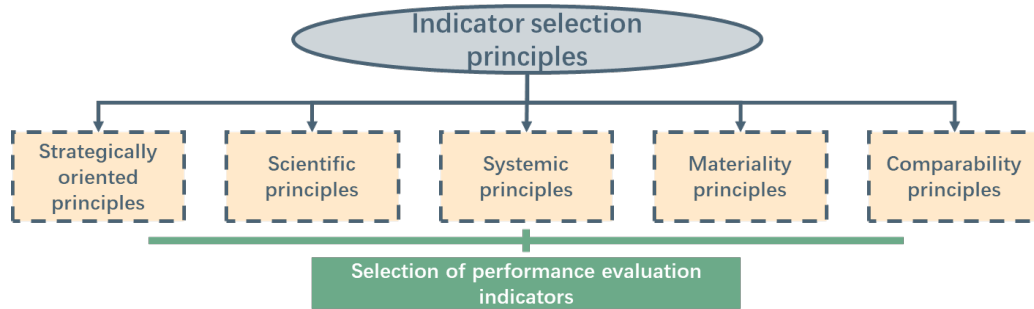 Indicator selection
principles
Strategically
oriented
principles
Scientific
principles
Systemic
principles
Materiality
principles
Comparability
principles
Selection of performance evaluation
indicators